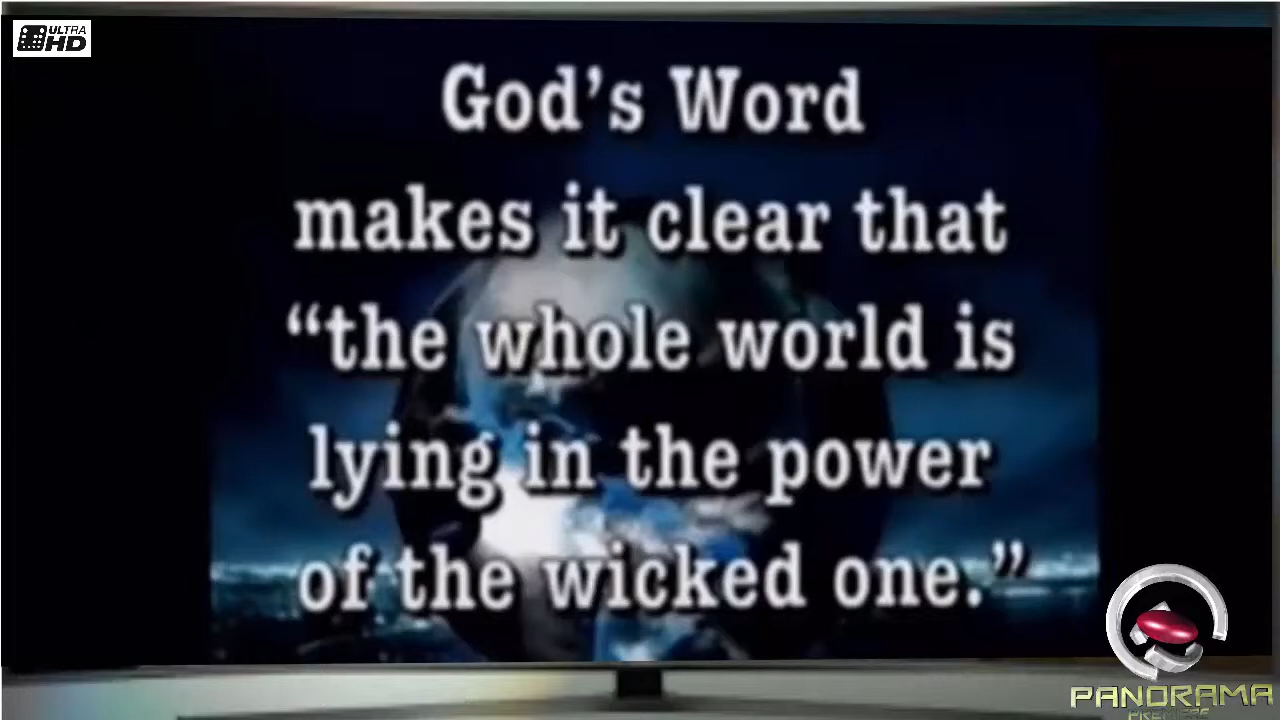 ULTRA
HD
God’s Word
makes it clear that
“the whole world is
lying in the power
of the wicked one.”
PANORAMA
PREMIERE